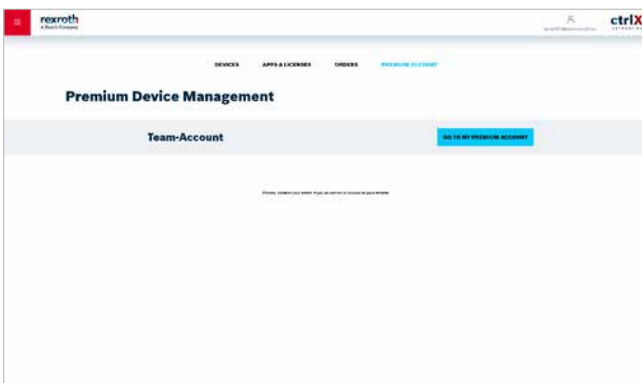 rexroth
A Bosch Company
ctrlX
AUTOMATION
DEVICES APPS & LICENSES ORDERS PREMIUM ACCOUNT
Premium Device Management
Team-Account
GO TO MY PREMIUM ACCOUNT